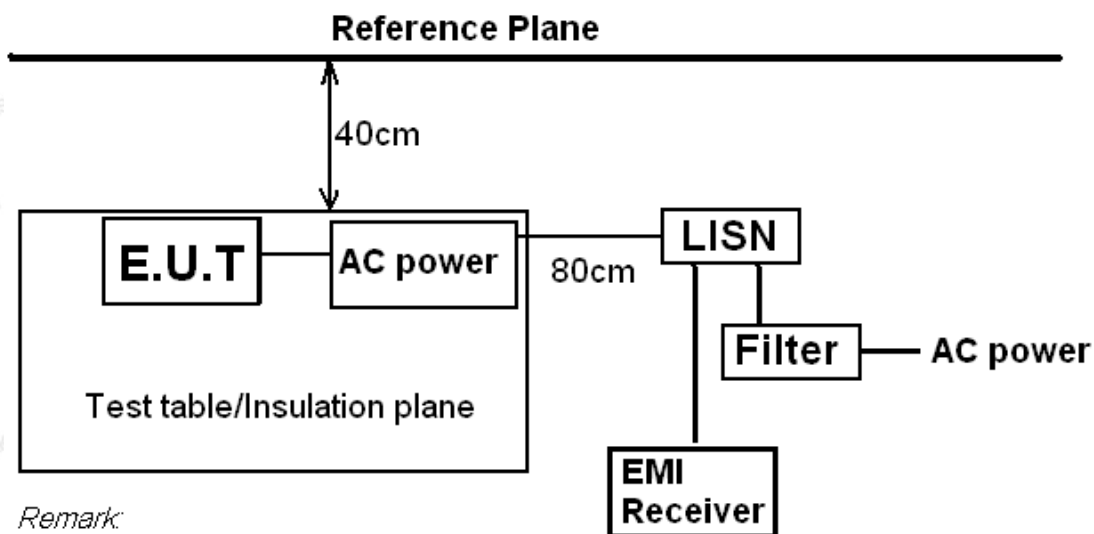 Reference Plane
40cm
E.U.T
AC power
80cm
LISN
Filter
AC power
Test table/Insulation plane
EMI
Receiver
Remark: